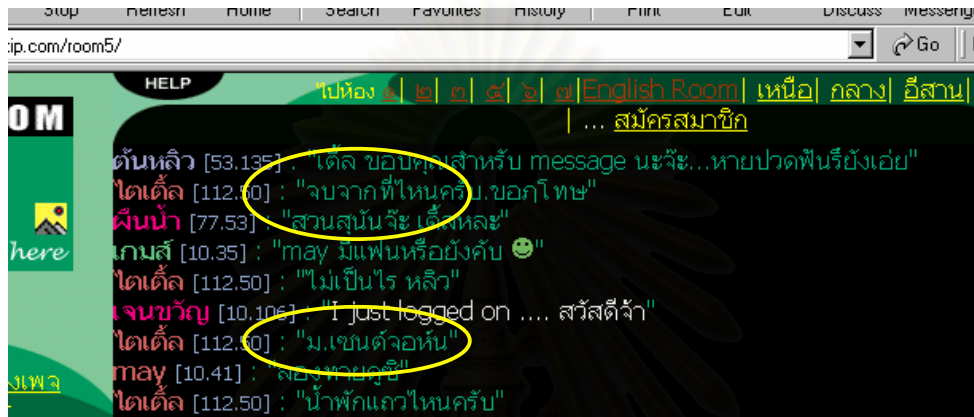 Stop Refresh Home Search Favorites History Print Edit Discuss Messenger
tip.com/room5/ Go
HELP
ไปห้อง ๑| ๒| ๓| ๔| ๖| ๗|English Room| เหนือ| กลาง| อีสาน|
| ... สมัครสมาชิก
OM
ต้นหลิว [53.135] : "เติ้ล ขอบคุณสำหรับ message นะจ๊ะ...หายปวดฟันรึยังเอ่ย"
ไตเติ้ล [112.50] : "จบจากที่ไหนครับ.ขอภโทษ"
ผืนน้ำ [77.53] : "สวนสุนันจ๊ะ เติ้ลหละ"
here
เกมส์ [10.35] : "may มีแฟนหรือยังคับ ☻"
ไตเติ้ล [112.50] : "ไม่เป็นไร หลิว"
เจนขวัญ [10.106] : "I just logged on .... สวัสดีจ้า"
ไตเติ้ล [112.50] : "ม.เซนต์จอห์น"
may [10.41] : "ลองทายดูซิ"
ไตเติ้ล [112.50] : "น้ำพักแถวไหนครับ"